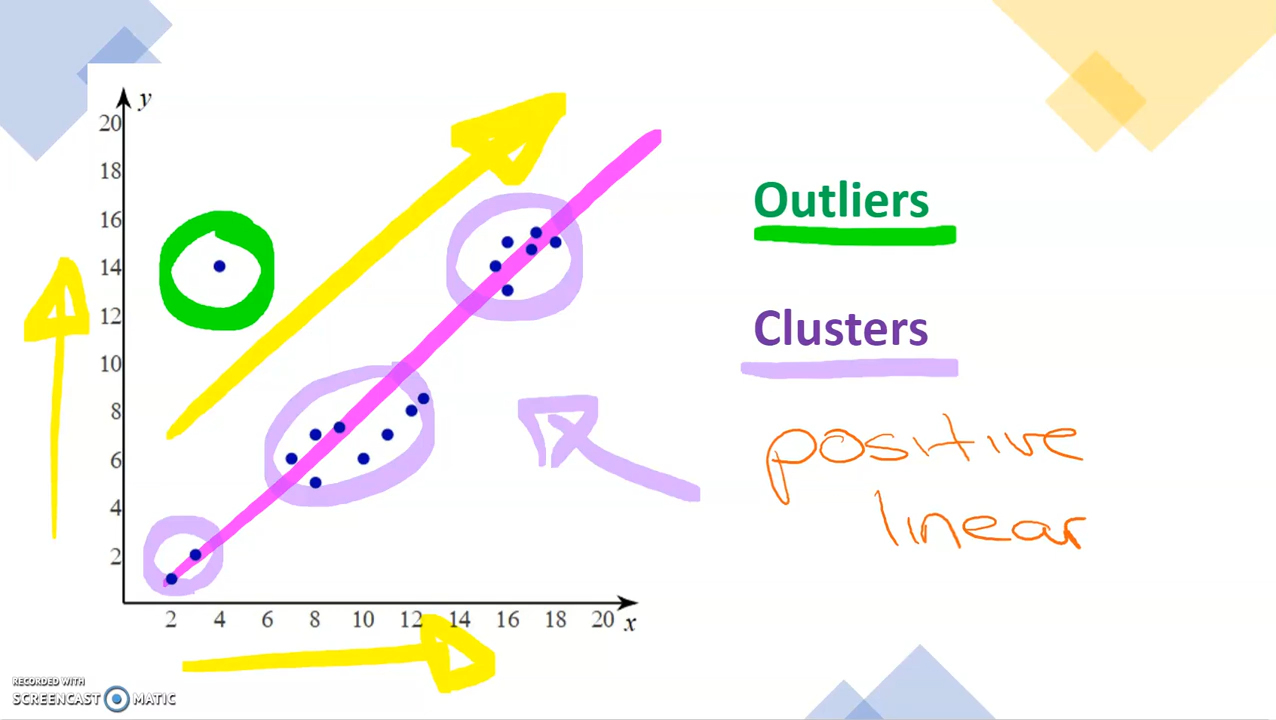 y
20
18
16
14
12
10
8
6
4
2
2 4 6 8 10 12 14 16 18 20 x
Outliers
Clusters
positive
linear
RECORDED WITH
SCREENCAST MATIC